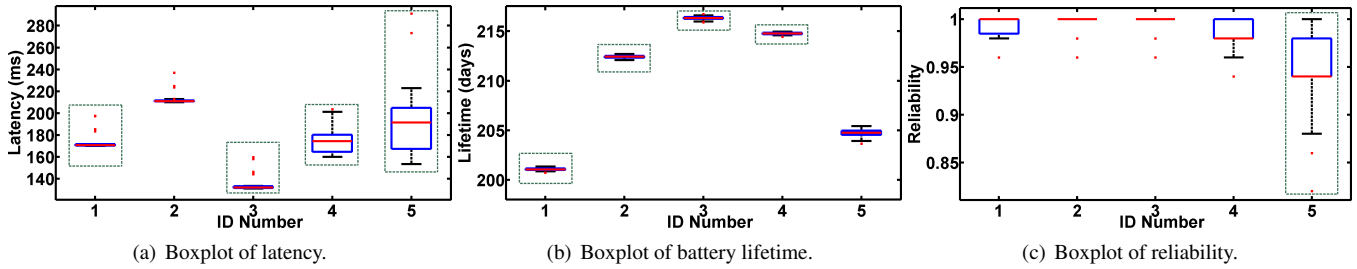 Latency (ms)
280
260
240
220
200
180
160
140
1 2 3 4 5
ID Number
(a) Boxplot of latency.
Lifetime (days)
215
210
205
200
1 2 3 4 5
ID Number
(b) Boxplot of battery lifetime.
Reliability
1
0.95
0.9
0.85
1 2 3 4 5
ID Number
(c) Boxplot of reliability.